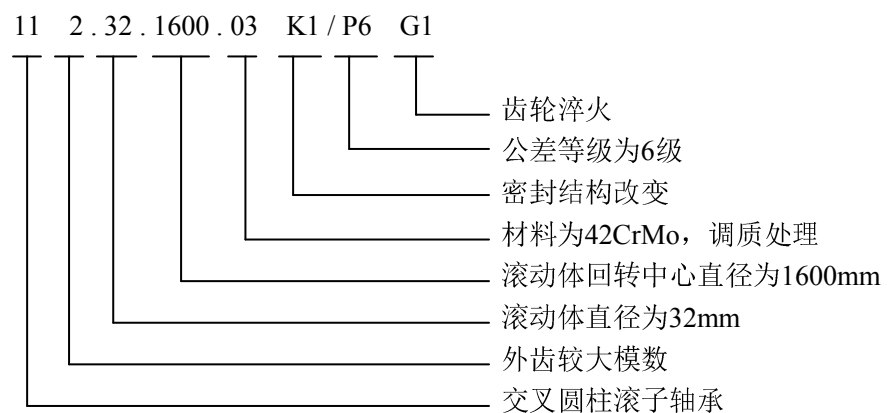 11 2 . 32 . 1600 . 03 K1 / P6 G1
齿轮淬火
公差等级为6级
密封结构改变
材料为42CrMo，调质处理
滚动体回转中心直径为1600mm
滚动体直径为32mm
外齿较大模数
交叉圆柱滚子轴承